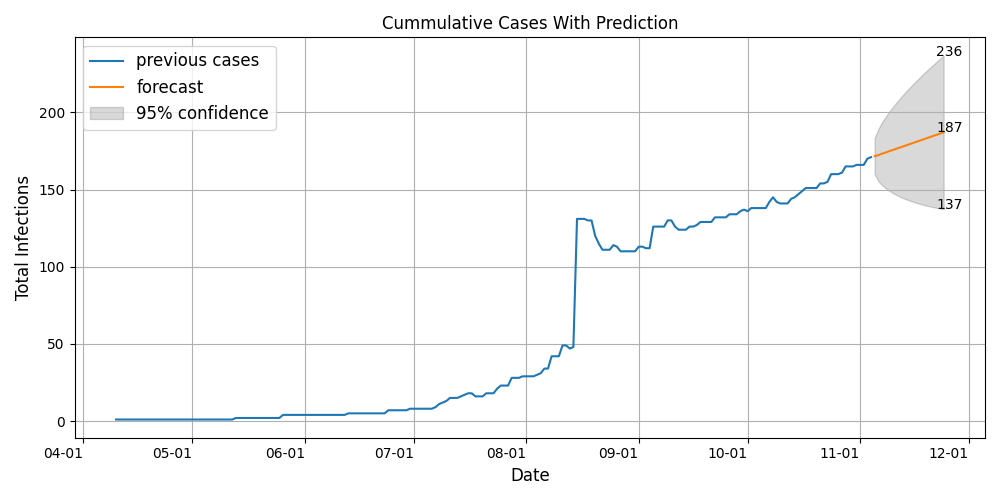 Cummulative Cases With Prediction
previous cases
forecast
95% confidence
236
187
137
200
150
100
50
0
Total Infections
04-01
05-01
06-01
07-01
08-01
09-01
10-01
11-01
12-01
Date